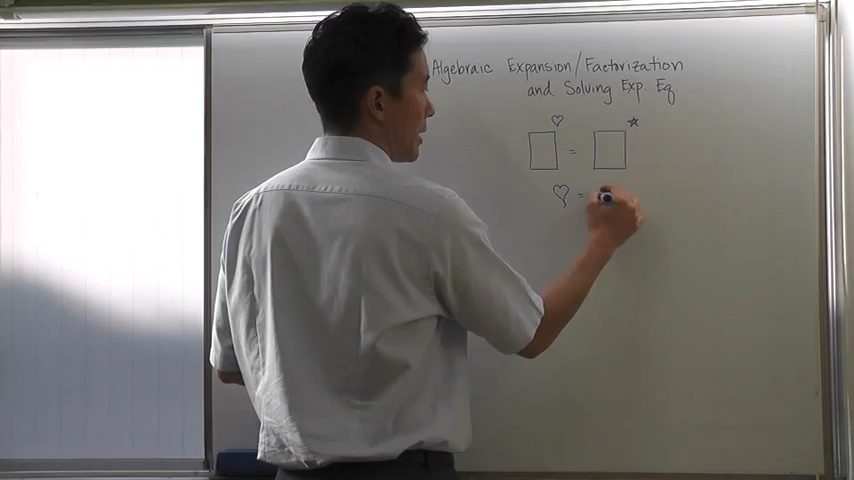 Algebraic Expansion/Factorization
and Solving Exp. Eq
□^♡ = □^☆
♡ =